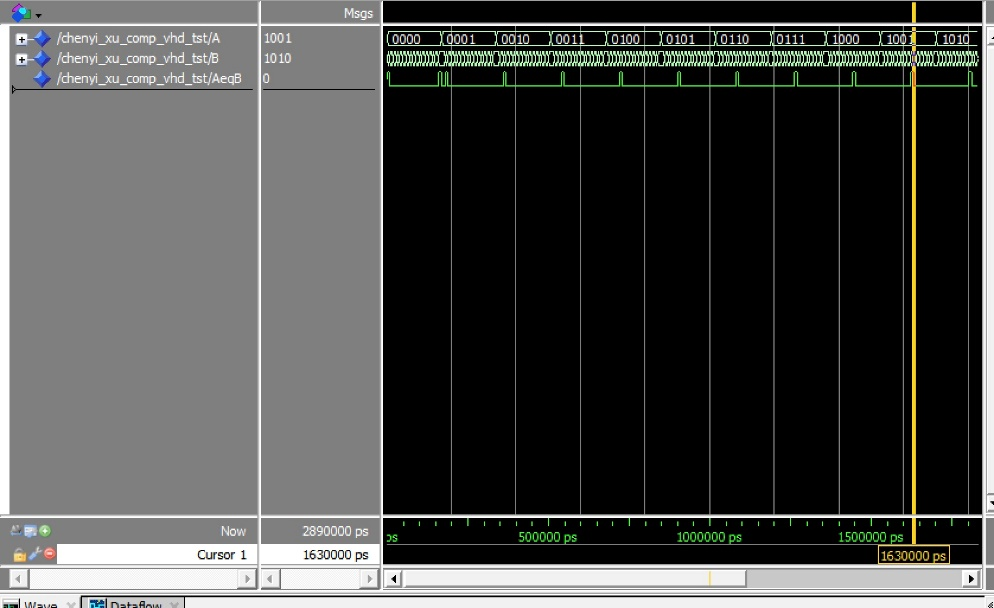 Msgs
/chenyi_xu_comp_vhd_tst/A 1001 0000 0001 0010 0011 0100 0101 0110 0111 1000 100 1010
/chenyi_xu_comp_vhd_tst/B 1010
/chenyi_xu_comp_vhd_tst/AeqB 0
Now 2890000 ps ps 500000 ps 1000000 ps 1500000 ps
Cursor 1 1630000 ps 1630000 ps
Wave Dataflow